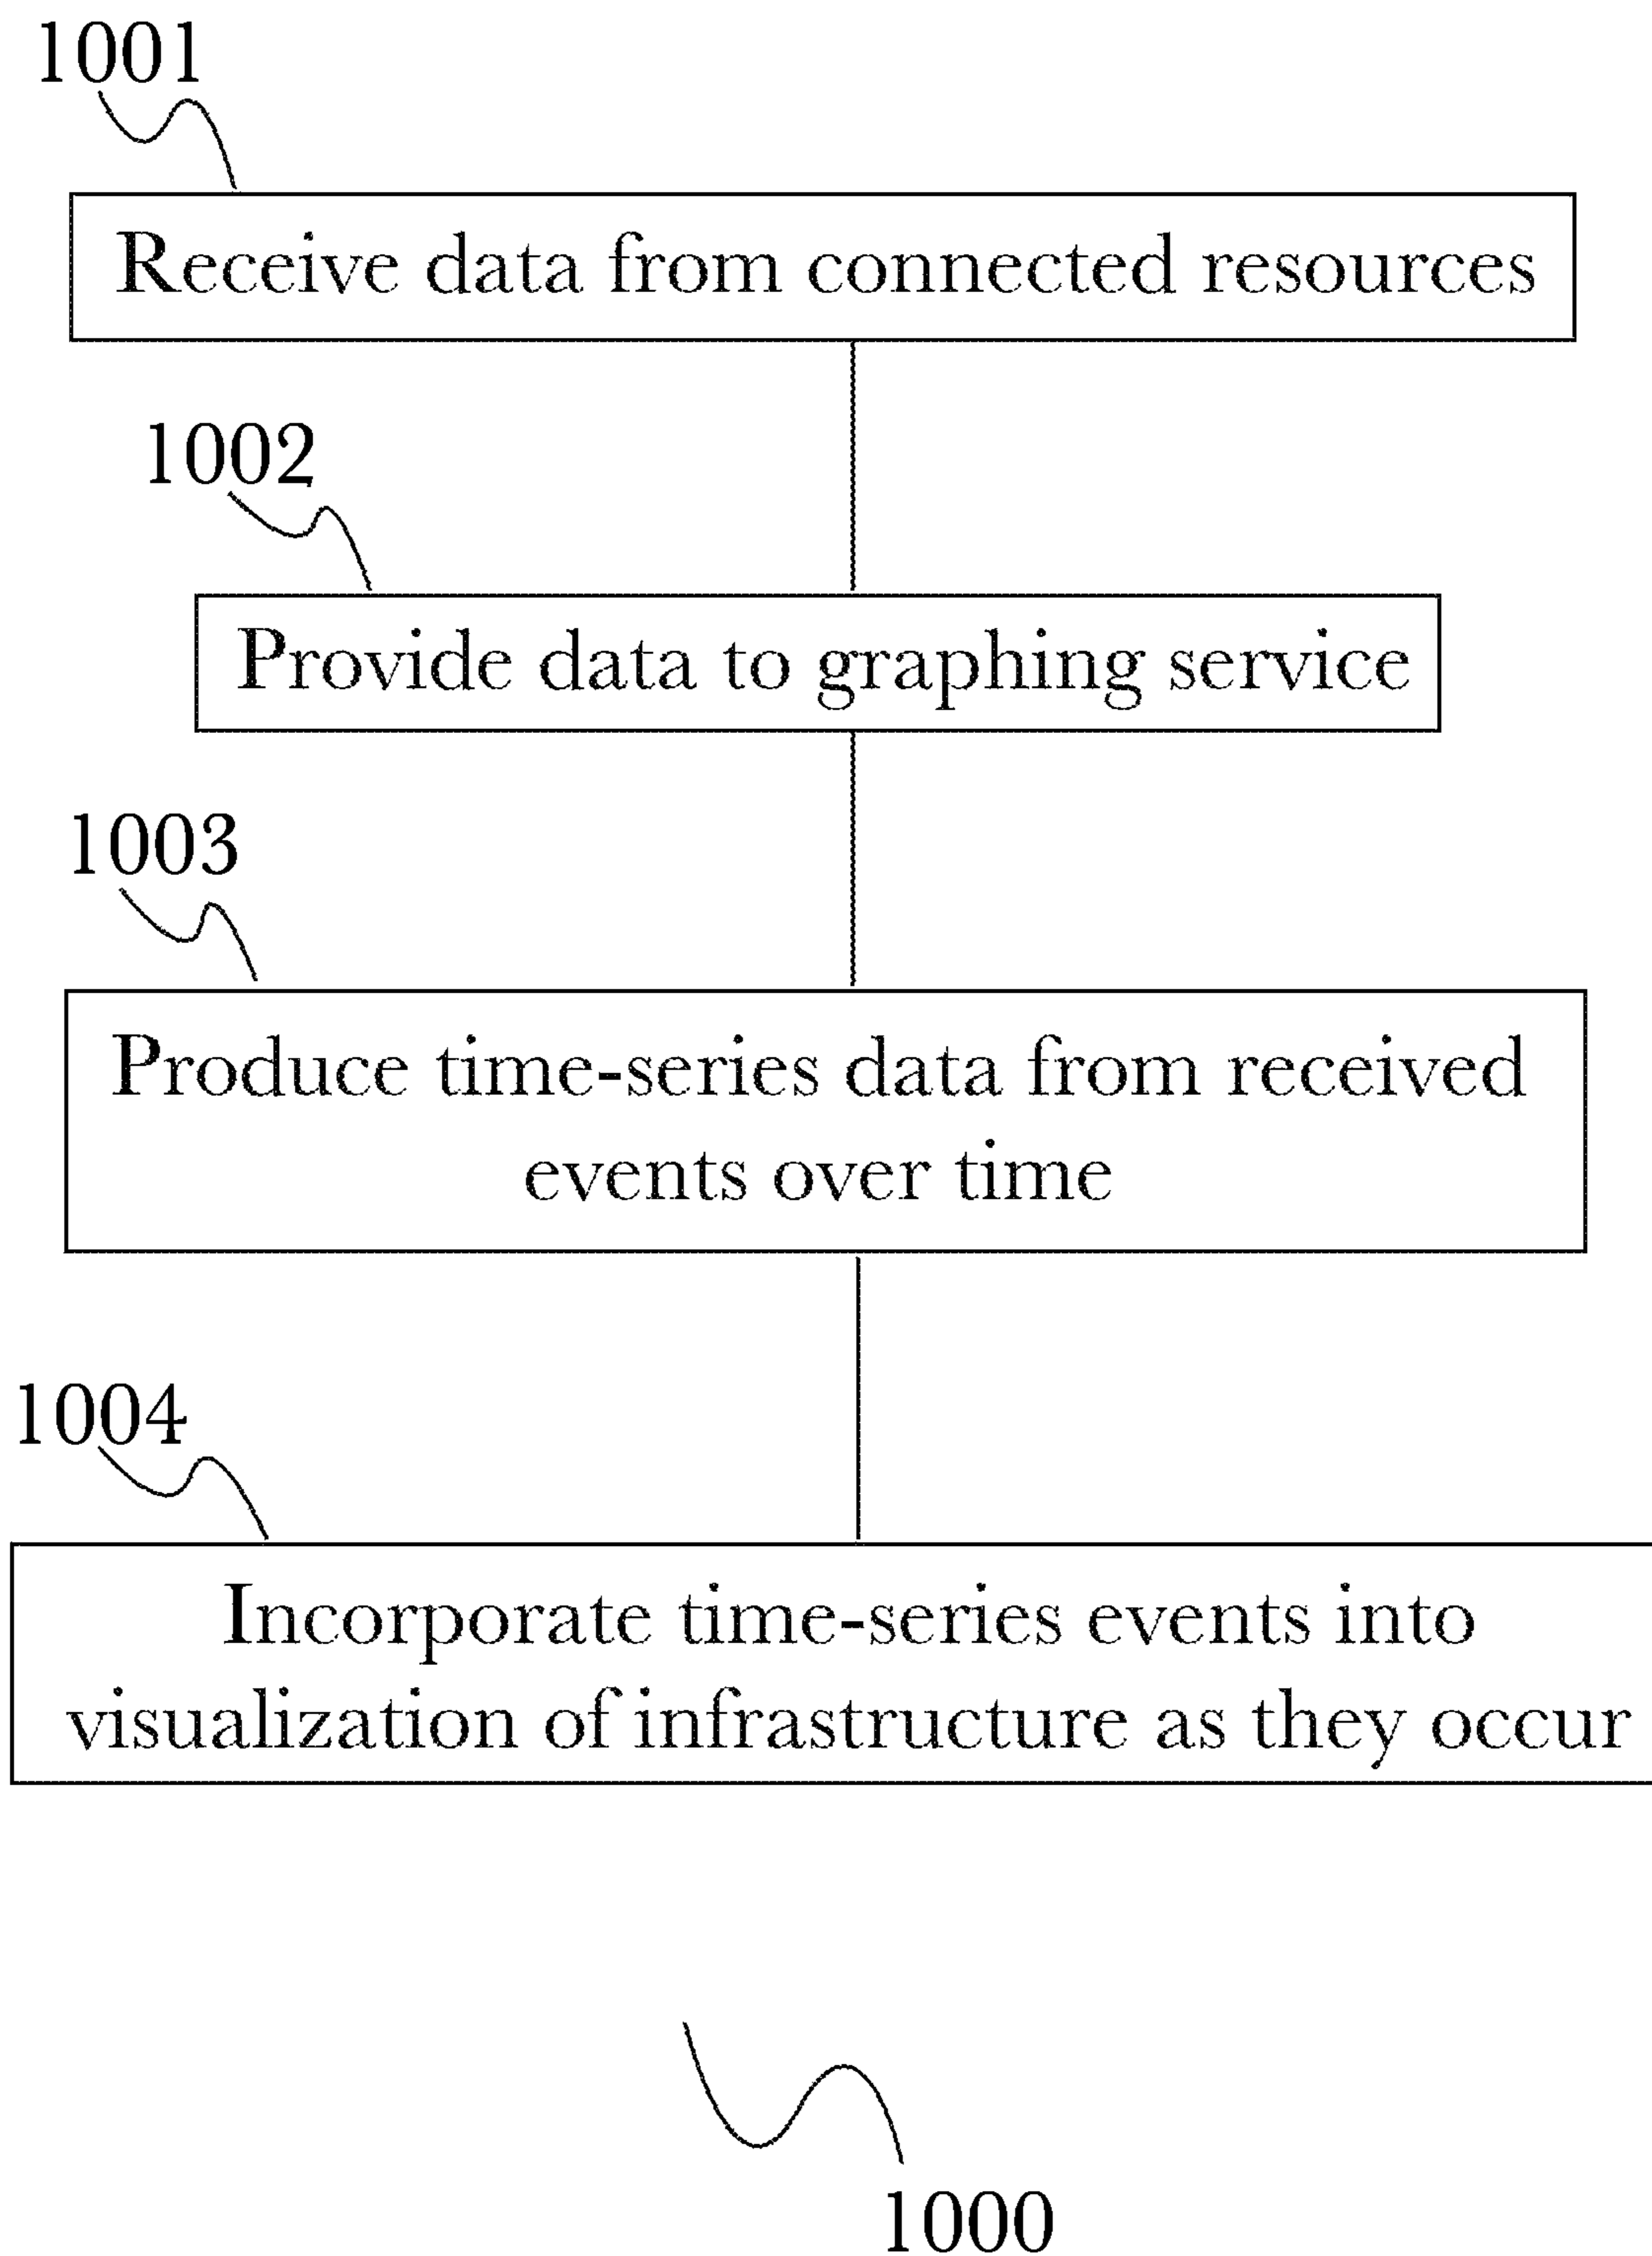 1001
Receive data from connected resources
1002
Provide data to graphing service
1003
Produce time-series data from received
events over time
1004
Incorporate time-series events into
visualization of infrastructure as they occur
1000